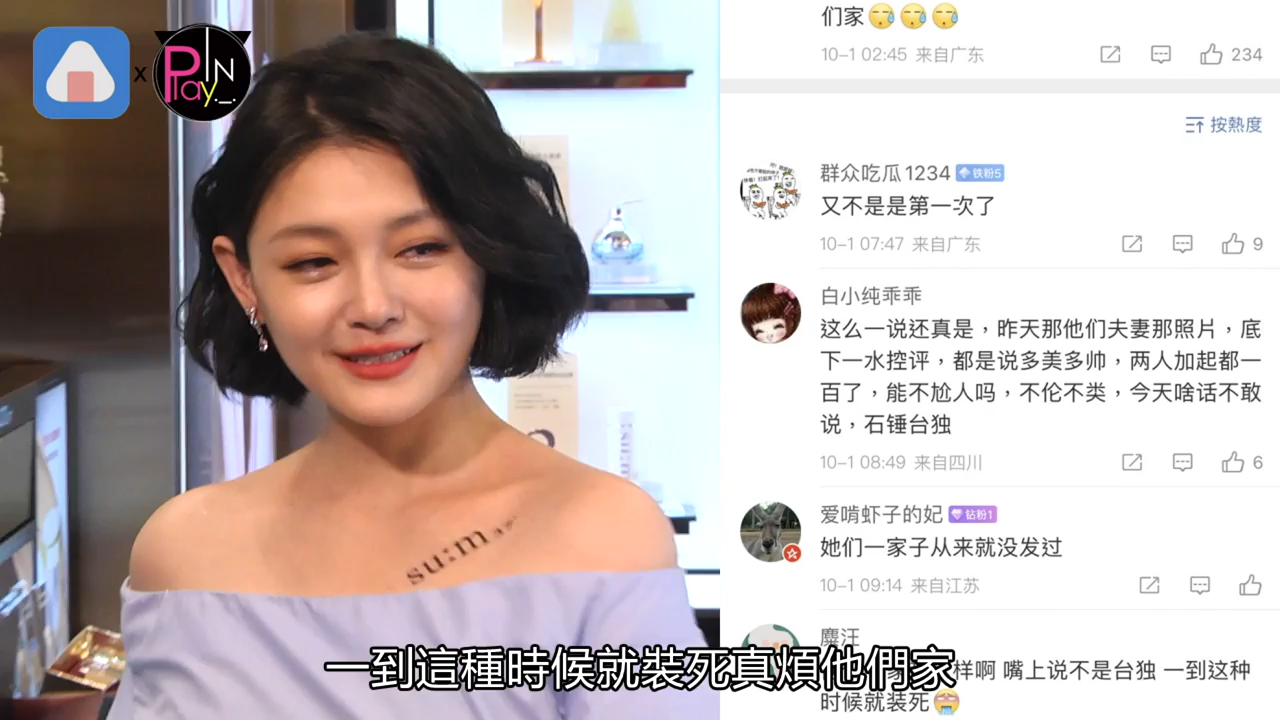 PlayIN
x
su:m
们家
10-1 02:45 来自广东
234
按熱度
群众吃瓜1234 铁粉5
又不是是第一次了
10-1 07:47 来自广东
9
白小纯乖乖
这么一说还真是，昨天那他们夫妻那照片，底
下一水控评，都是说多美多帅，两人加起都一
百了，能不尬人吗，不伦不类，今天啥话不敢
说，石锤台独
10-1 08:49 来自四川
6
爱啃虾子的妃 钻粉1
她们一家子从来就没发过
10-1 09:14 来自江苏
麋汪
样啊 嘴上说不是台独 一到这种
时候就装死
一到這種時候就裝死真煩他們家